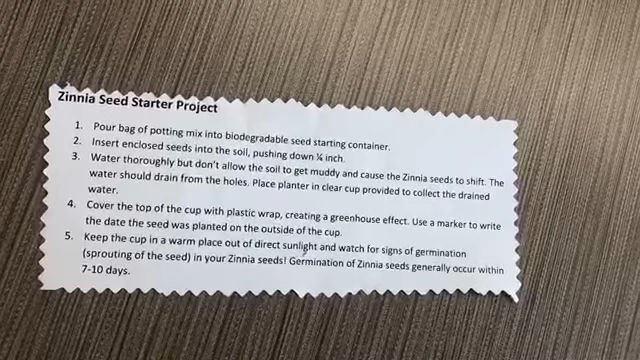 Zinnia Seed Starter Project
1. Pour bag of potting mix into biodegradable seed starting container.
2. Insert enclosed seeds into the soil, pushing down ¼ inch.
3. Water thoroughly but don't allow the soil to get muddy and cause the Zinnia seeds to shift. The
water should drain from the holes. Place planter in clear cup provided to collect the drained
water.
4. Cover the top of the cup with plastic wrap, creating a greenhouse effect. Use a marker to write
the date the seed was planted on the outside of the cup.
5. Keep the cup in a warm place out of direct sunlight and watch for signs of germination
(sprouting of the seed) in your Zinnia seeds! Germination of Zinnia seeds generally occur within
7-10 days.